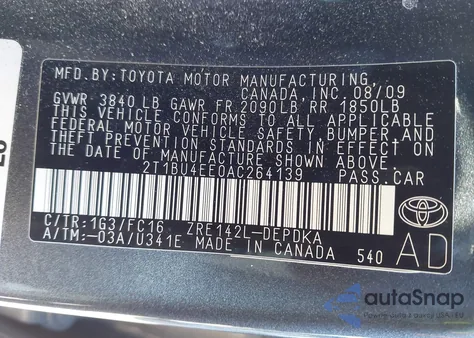 MFD.BY:TOYOTA MOTOR MANUFACTURING,
CANADA, INC. 08/09
GVWR 3840 LB GAWR FR.2090LB, RR 1850LB
THIS VEHICLE CONFORMS TO ALL APPLICABLE
FEDERAL MOTOR VEHICLE SAFETY, BUMPER, AND
THEFT PREVENTION STANDARDS IN EFFECT ON
THE DATE OF MANUFACTURE SHOWN ABOVE.
2T1BU4EE0AC264139 PASS.CAR
C/TR:1G3/FC16 ZRE142L-DEPDKA
A/TM:-03A/U341E MADE IN CANADA 540
TOYOTA
AD
autoSnap